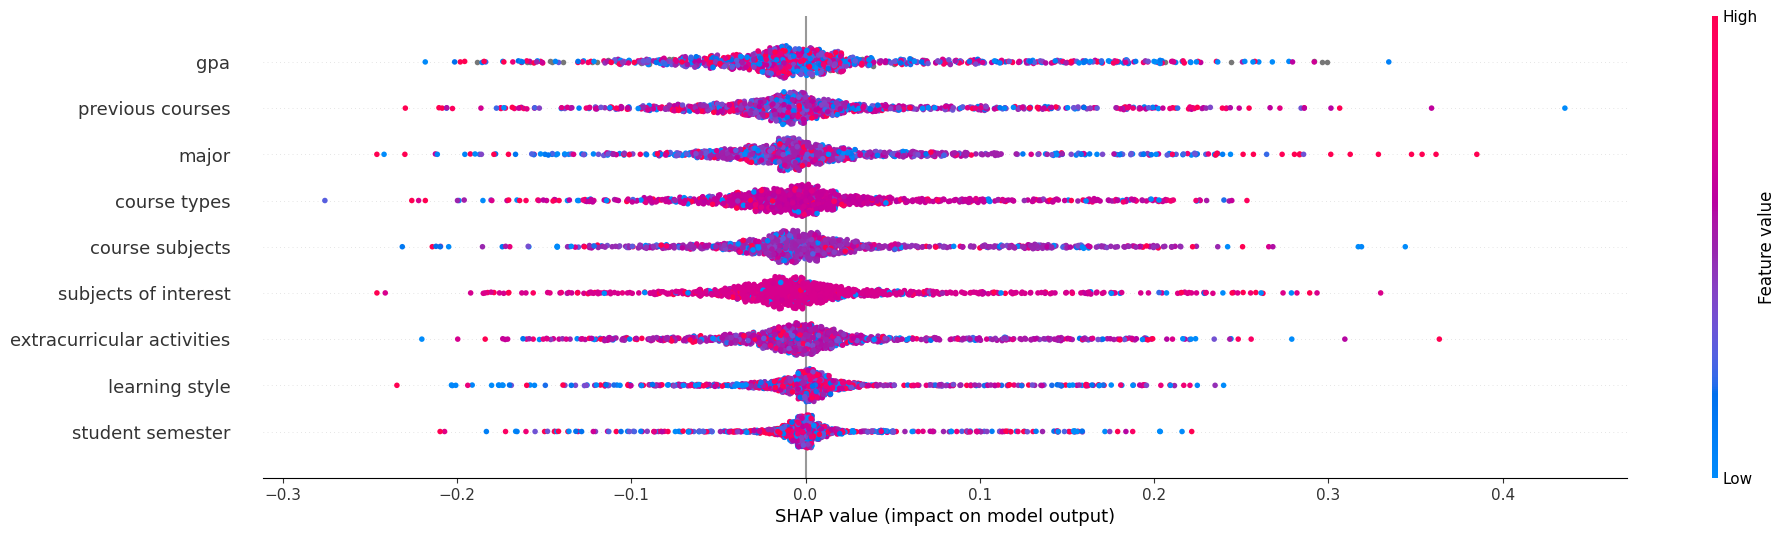 High
gpa
previous courses
major
course types
course subjects
subjects of interest
extracurricular activities
learning style
student semester
Feature value
Low
−0.3 −0.2 −0.1 0.0 0.1 0.2 0.3 0.4
SHAP value (impact on model output)